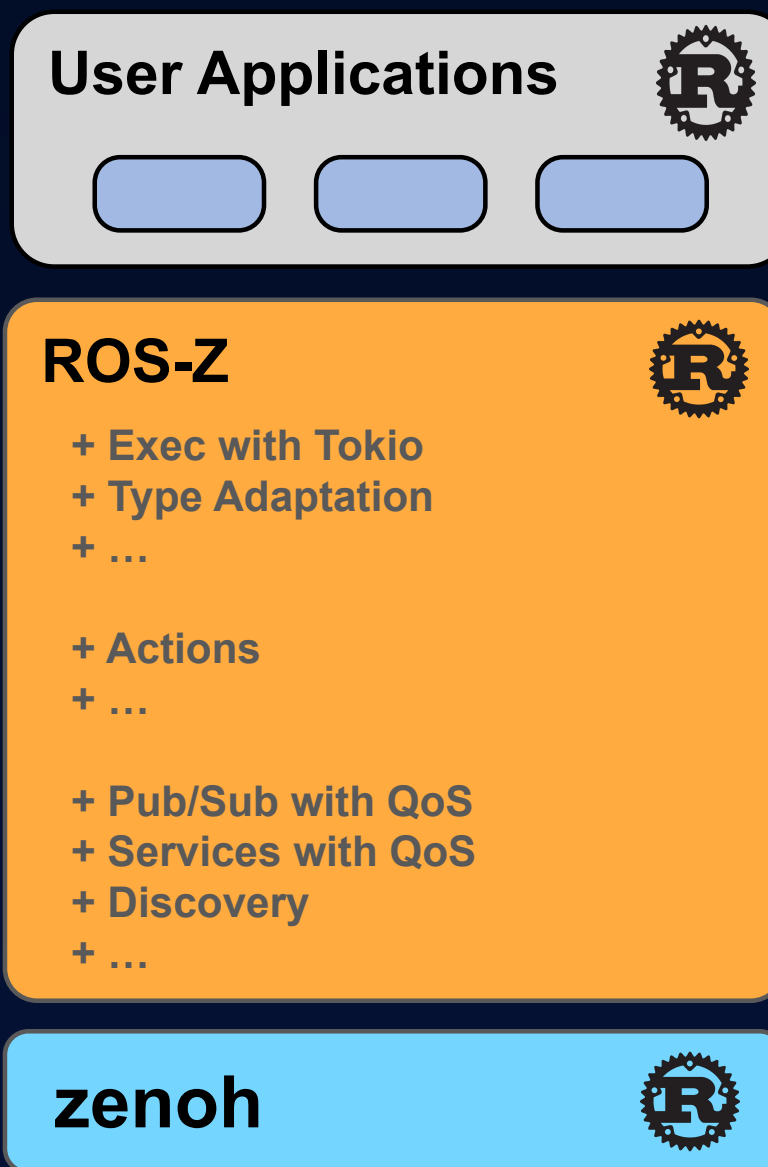 User Applications
R
ROS-Z
R
+ Exec with Tokio
+ Type Adaptation
+ …
+ Actions
+ …
+ Pub/Sub with QoS
+ Services with QoS
+ Discovery
+ …
zenoh
R